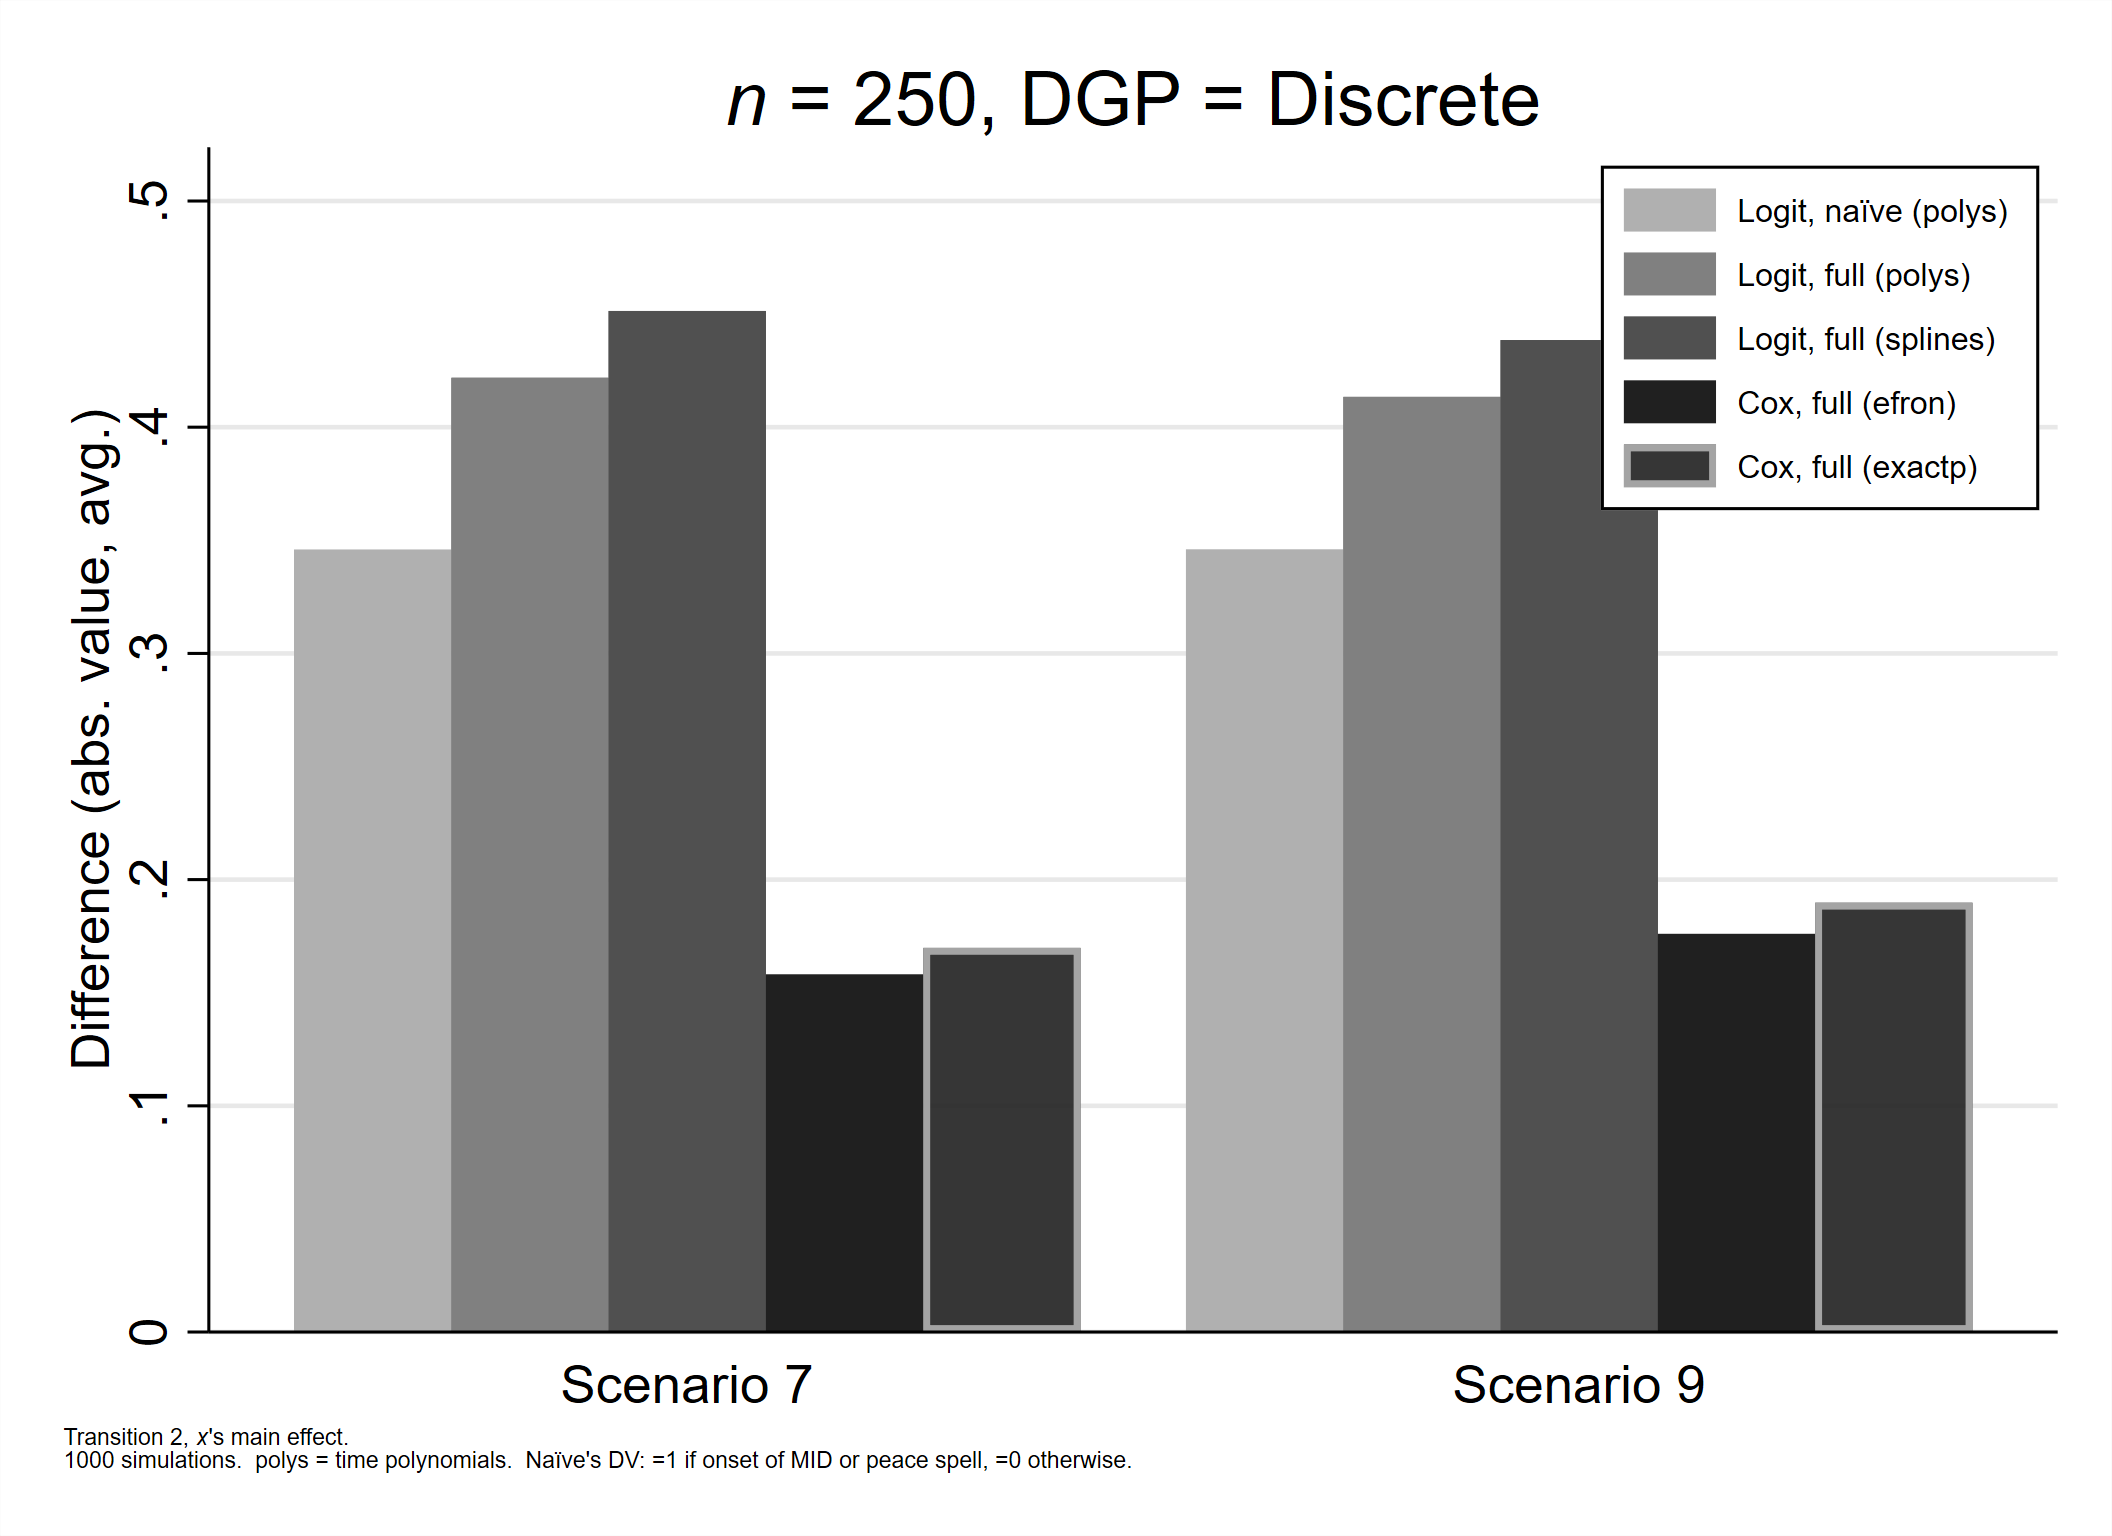 n = 250, DGP = Discrete
Difference (abs. value, avg.)
.5
.4
.3
.2
.1
0
Logit, naïve (polys)
Logit, full (polys)
Logit, full (splines)
Cox, full (efron)
Cox, full (exactp)
Scenario 7
Scenario 9
Transition 2, x's main effect.
1000 simulations.  polys = time polynomials.  Naïve's DV: =1 if onset of MID or peace spell, =0 otherwise.